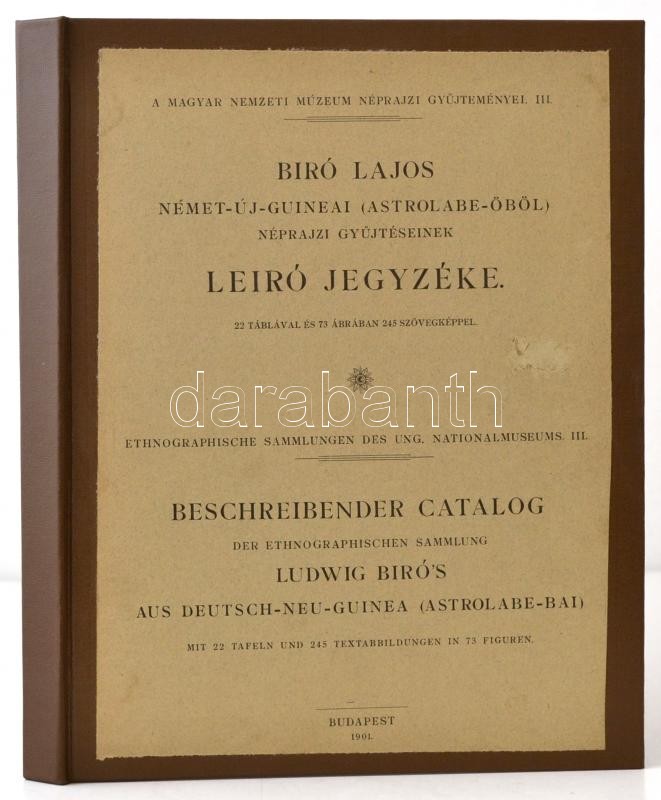 A MAGYAR NEMZETI MÚZEUM NÉPRAJZI GYŰJTEMÉNYEI. III.
BIRÓ LAJOS
NÉMET-ÚJ-GUINEAI (ASTROLABE-ÖBÖL)
NÉPRAJZI GYŰJTÉSEINEK
LEIRÓ JEGYZÉKE.
22 TÁBLÁVAL ÉS 73 ÁBRÁBAN 245 SZÖVEGKÉPPEL.
darabanth
ETHNOGRAPHISCHE SAMMLUNGEN DES UNG. NATIONALMUSEUMS. III.
BESCHREIBENDER CATALOG
DER ETHNOGRAPHISCHEN SAMMLUNG
LUDWIG BIRÓ'S
AUS DEUTSCH-NEU-GUINEA (ASTROLABE-BAI)
MIT 22 TAFELN UND 245 TEXTABBILDUNGEN IN 73 FIGUREN.
BUDAPEST
1901.